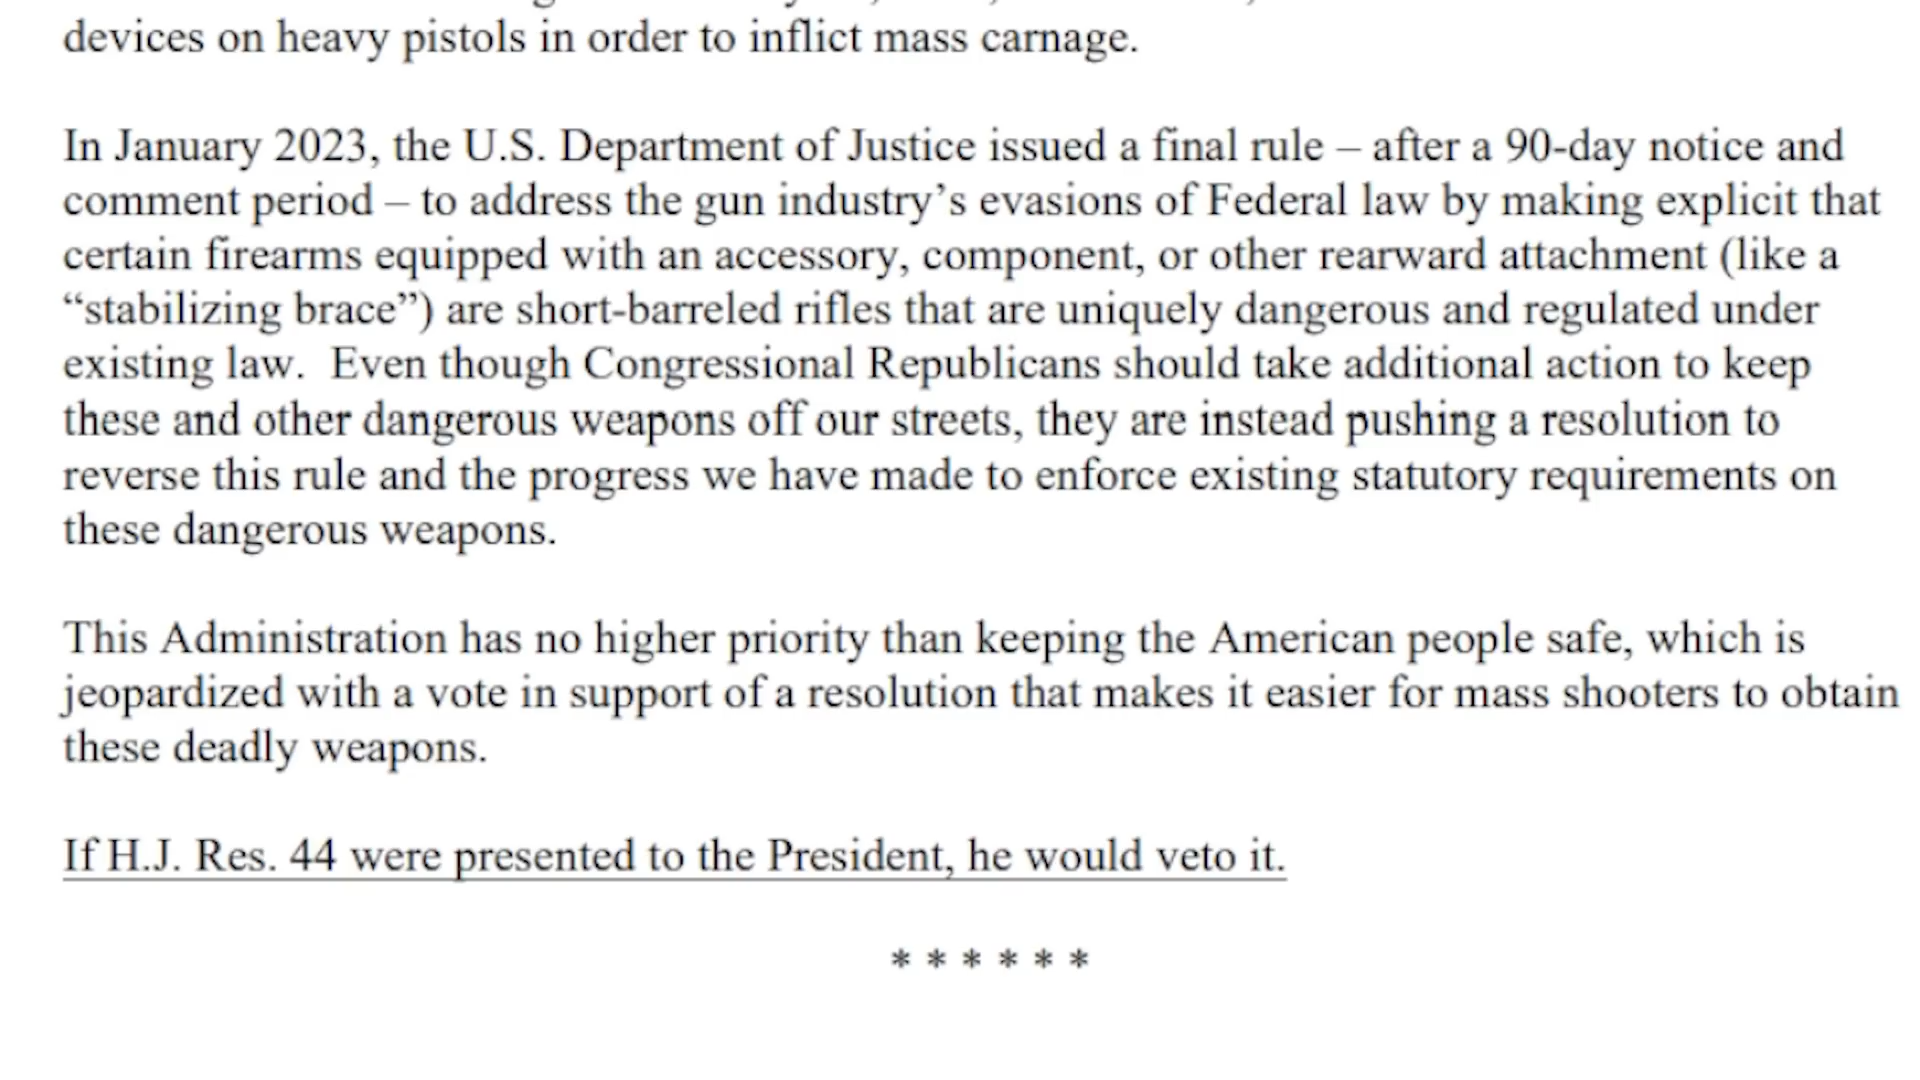 devices on heavy pistols in order to inflict mass carnage.
In January 2023, the U.S. Department of Justice issued a final rule – after a 90-day notice and
comment period – to address the gun industry’s evasions of Federal law by making explicit that
certain firearms equipped with an accessory, component, or other rearward attachment (like a
“stabilizing brace”) are short-barreled rifles that are uniquely dangerous and regulated under
existing law.  Even though Congressional Republicans should take additional action to keep
these and other dangerous weapons off our streets, they are instead pushing a resolution to
reverse this rule and the progress we have made to enforce existing statutory requirements on
these dangerous weapons.
This Administration has no higher priority than keeping the American people safe, which is
jeopardized with a vote in support of a resolution that makes it easier for mass shooters to obtain
these deadly weapons.
If H.J. Res. 44 were presented to the President, he would veto it.
* * * * * *